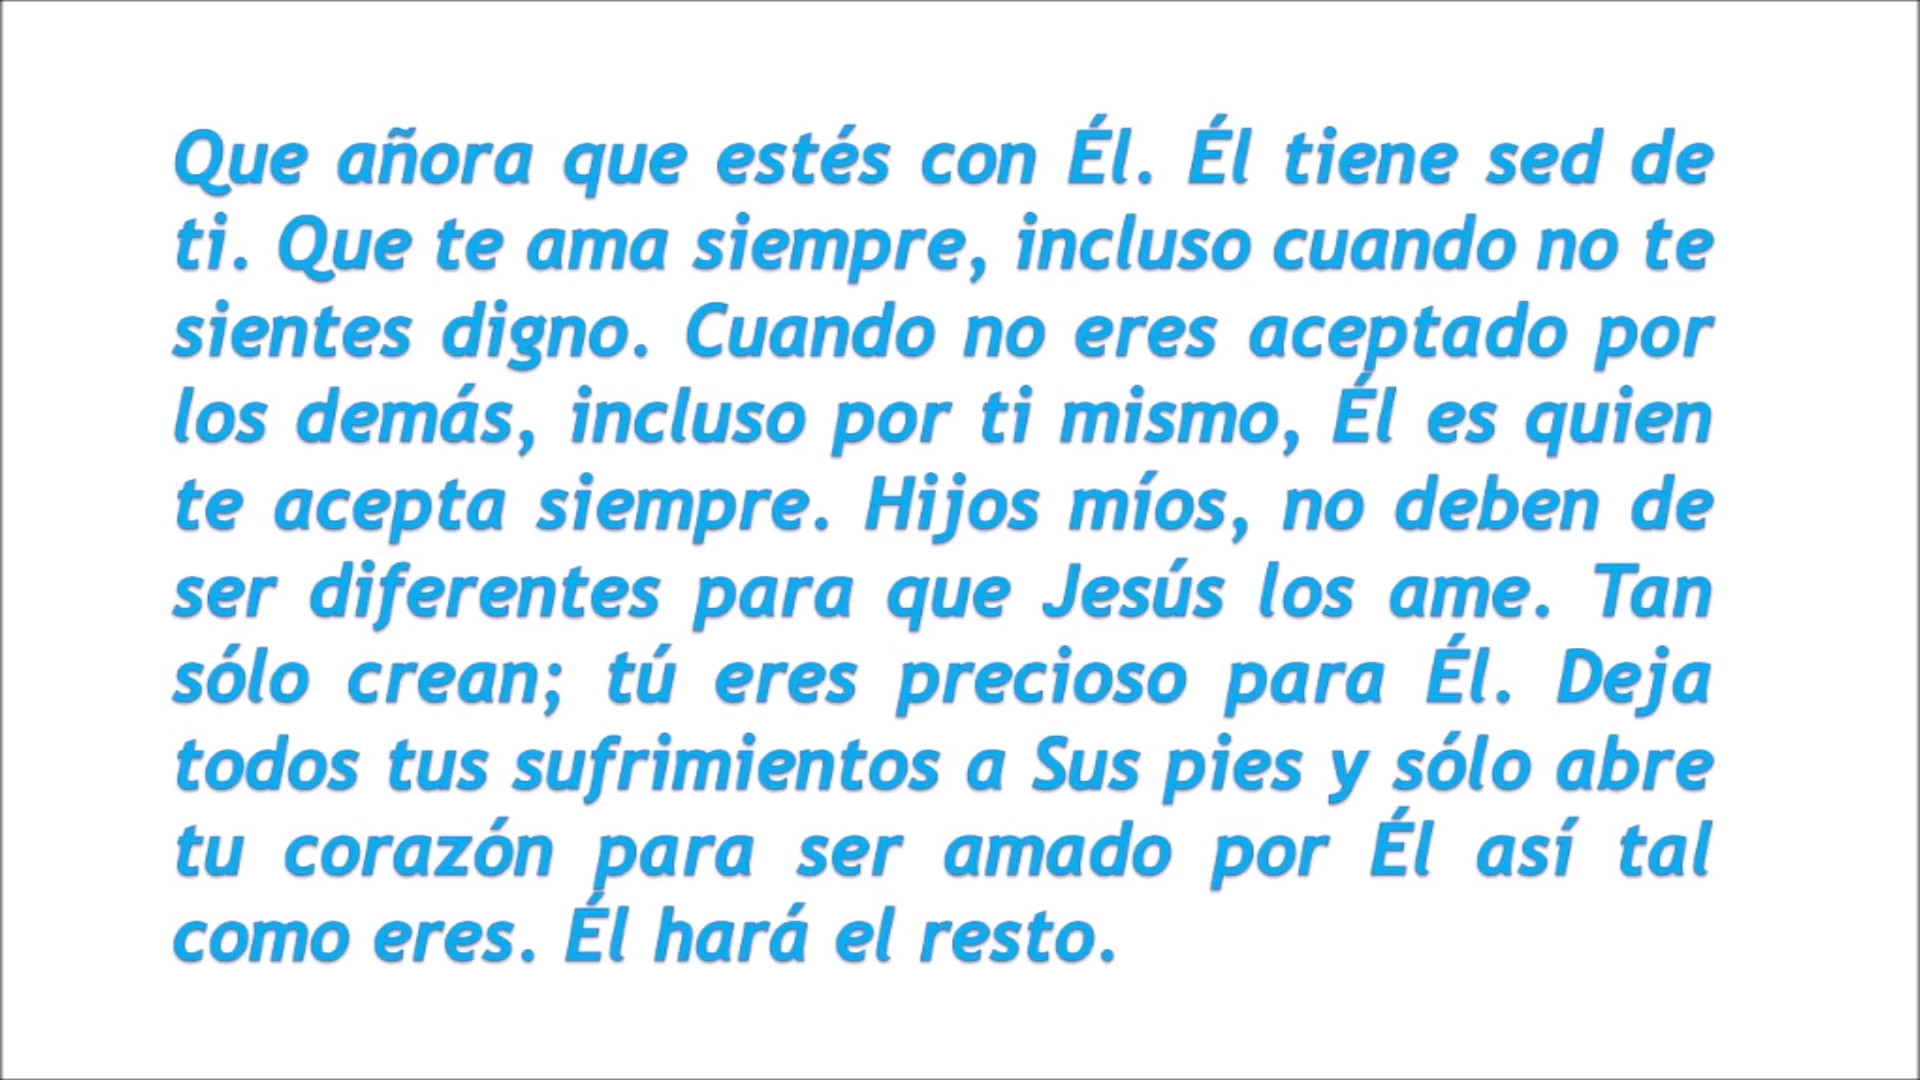 Que añora que estés con Él. Él tiene sed de
ti. Que te ama siempre, incluso cuando no te
sientes digno. Cuando no eres aceptado por
los demás, incluso por ti mismo, Él es quien
te acepta siempre. Hijos míos, no deben de
ser diferentes para que Jesús los ame. Tan
sólo crean; tú eres precioso para Él. Deja
todos tus sufrimientos a Sus pies y sólo abre
tu corazón para ser amado por Él así tal
como eres. Él hará el resto.